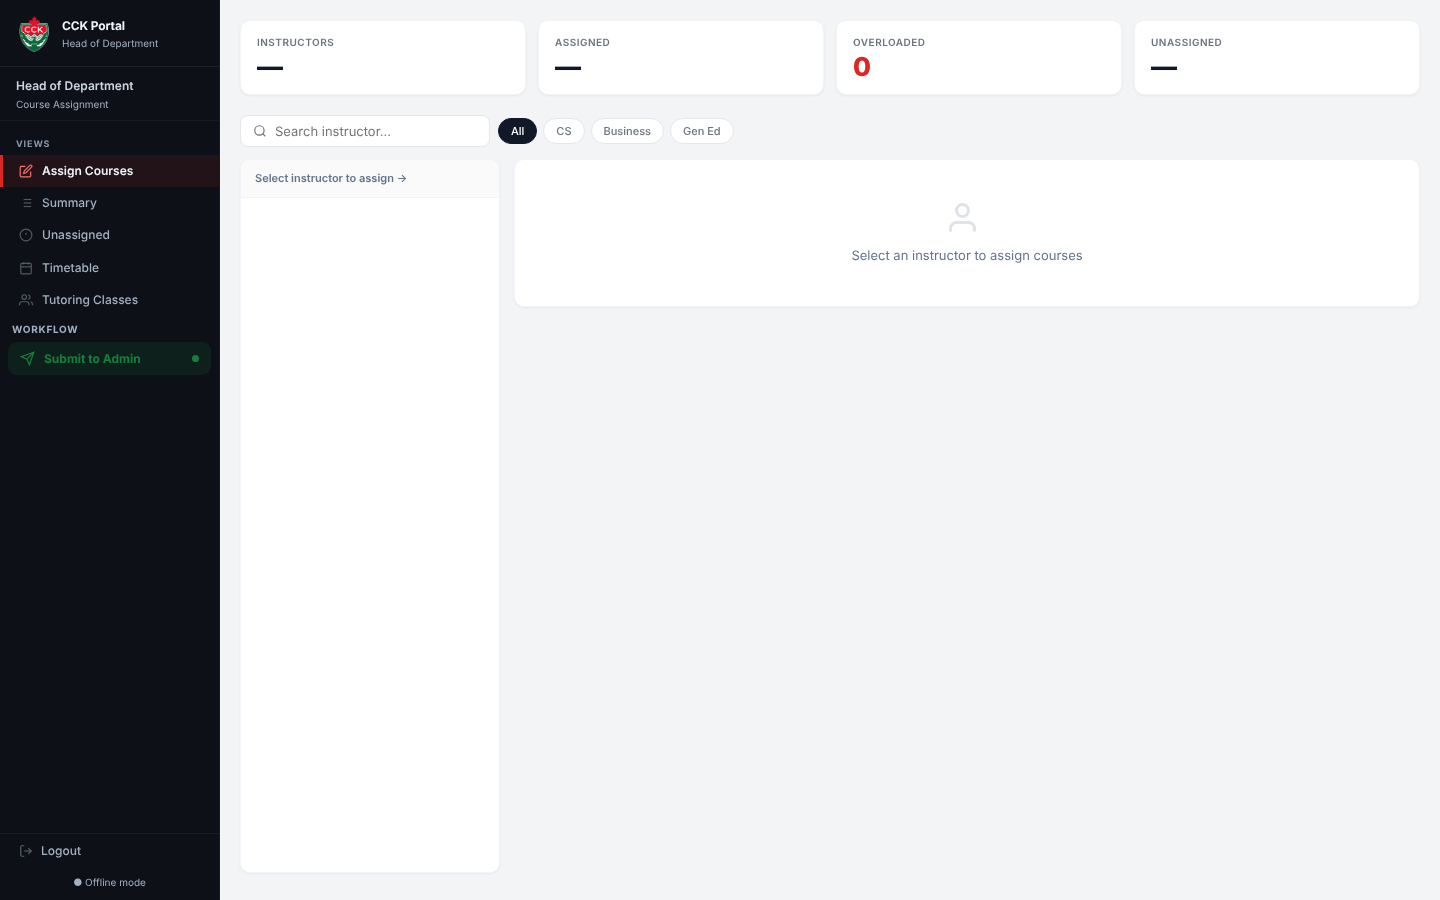 CCK
CCK Portal
Head of Department
Head of Department
Course Assignment
VIEWS
Assign Courses
Summary
Unassigned
Timetable
Tutoring Classes
WORKFLOW
Submit to Admin
Logout
Offline mode
INSTRUCTORS
—
ASSIGNED
—
OVERLOADED
0
UNASSIGNED
—
Search instructor...
All
CS
Business
Gen Ed
Select instructor to assign →
Select an instructor to assign courses